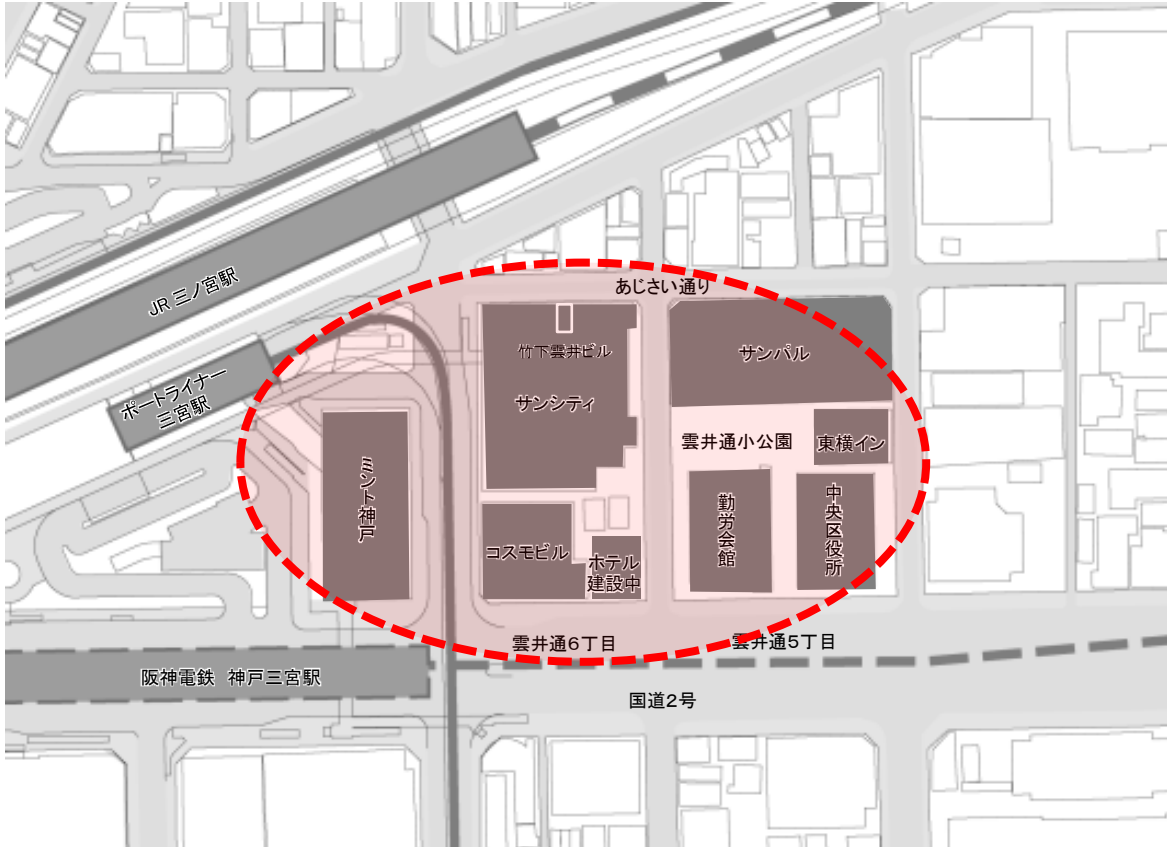 あじさい通り
JR 三ノ宮駅
竹下雲井ビル
サンパル
ポートライナー
三宮駅
サンシティ
雲井通小公園
東横イン
ミント神戸
勤労会館
中央区役所
コスモビル
ホテル
建設中
雲井通6丁目
雲井通5丁目
阪神電鉄 神戸三宮駅
国道2号